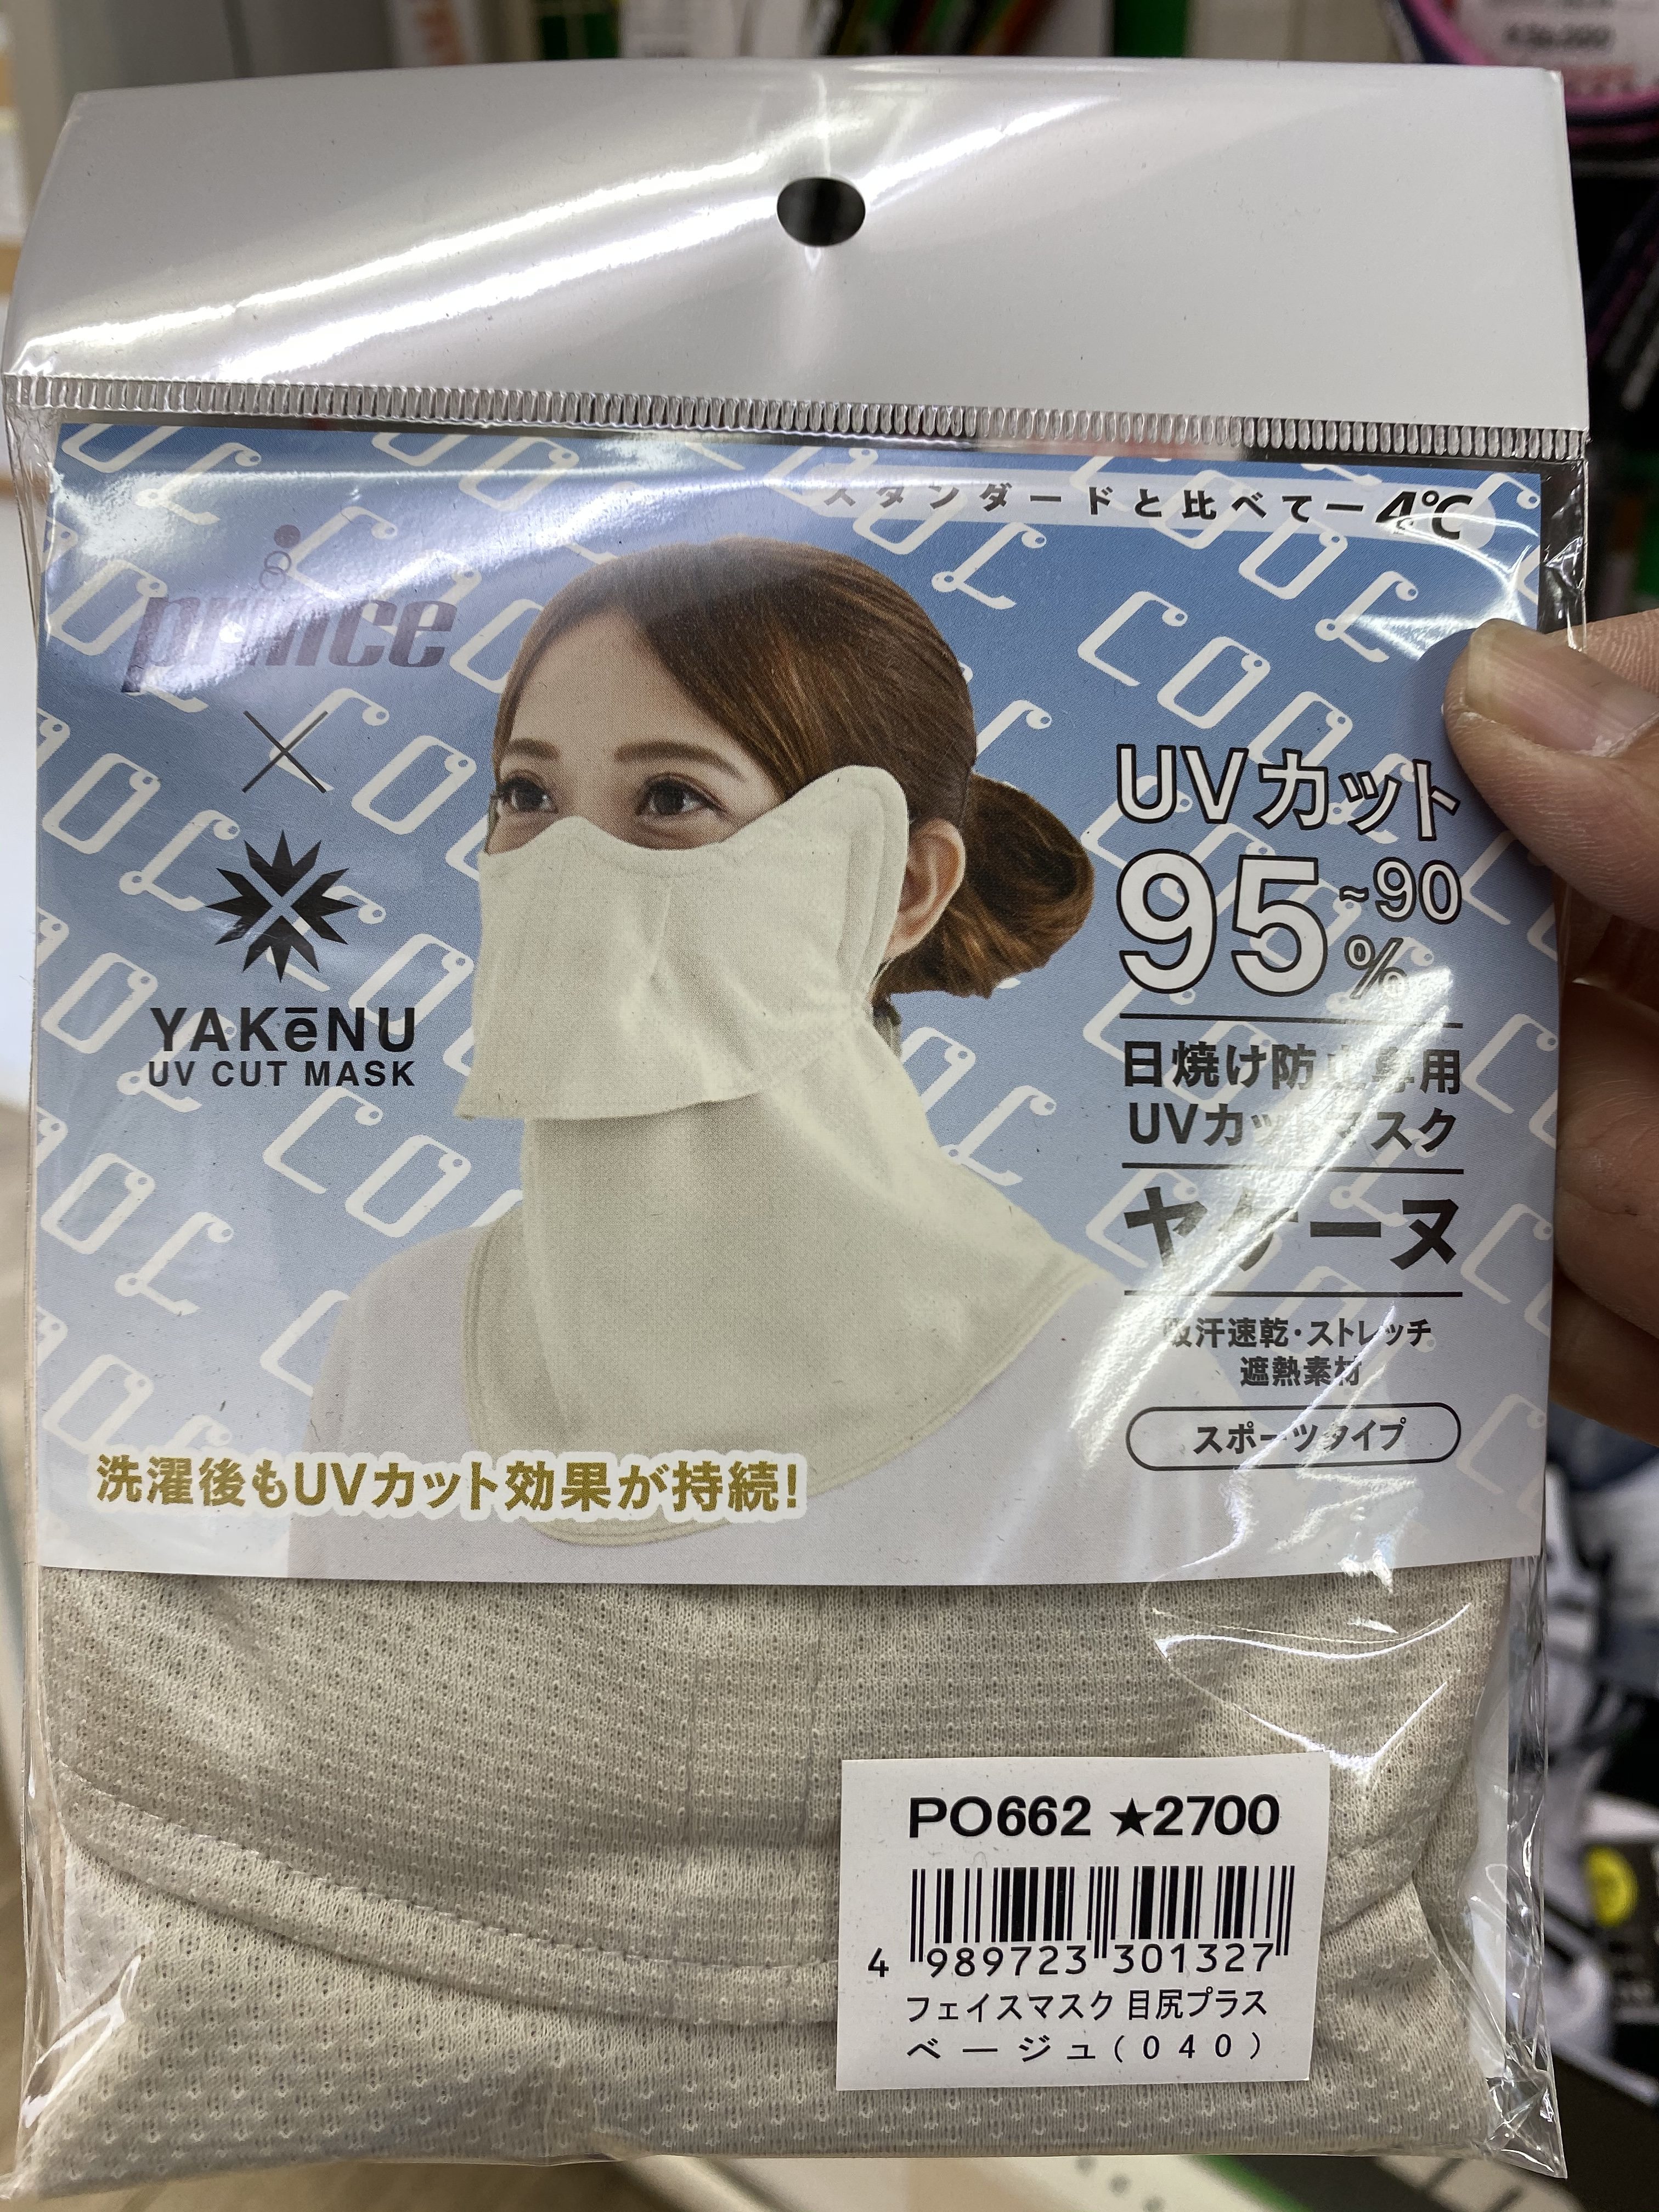 スタンダードと比べてー4℃
prince
×
YAKēNU
UV CUT MASK
UVカット
95~90
%
日焼け防止専用
UVカットマスク
ヤケーヌ
吸汗速乾・ストレッチ
遮熱素材
スポーツタイプ
洗濯後もUVカット効果が持続!
COOL COOL COOL
PO662 ★2700
4 989723 301327
フェイスマスク 目尻プラス
ベージュ(040)